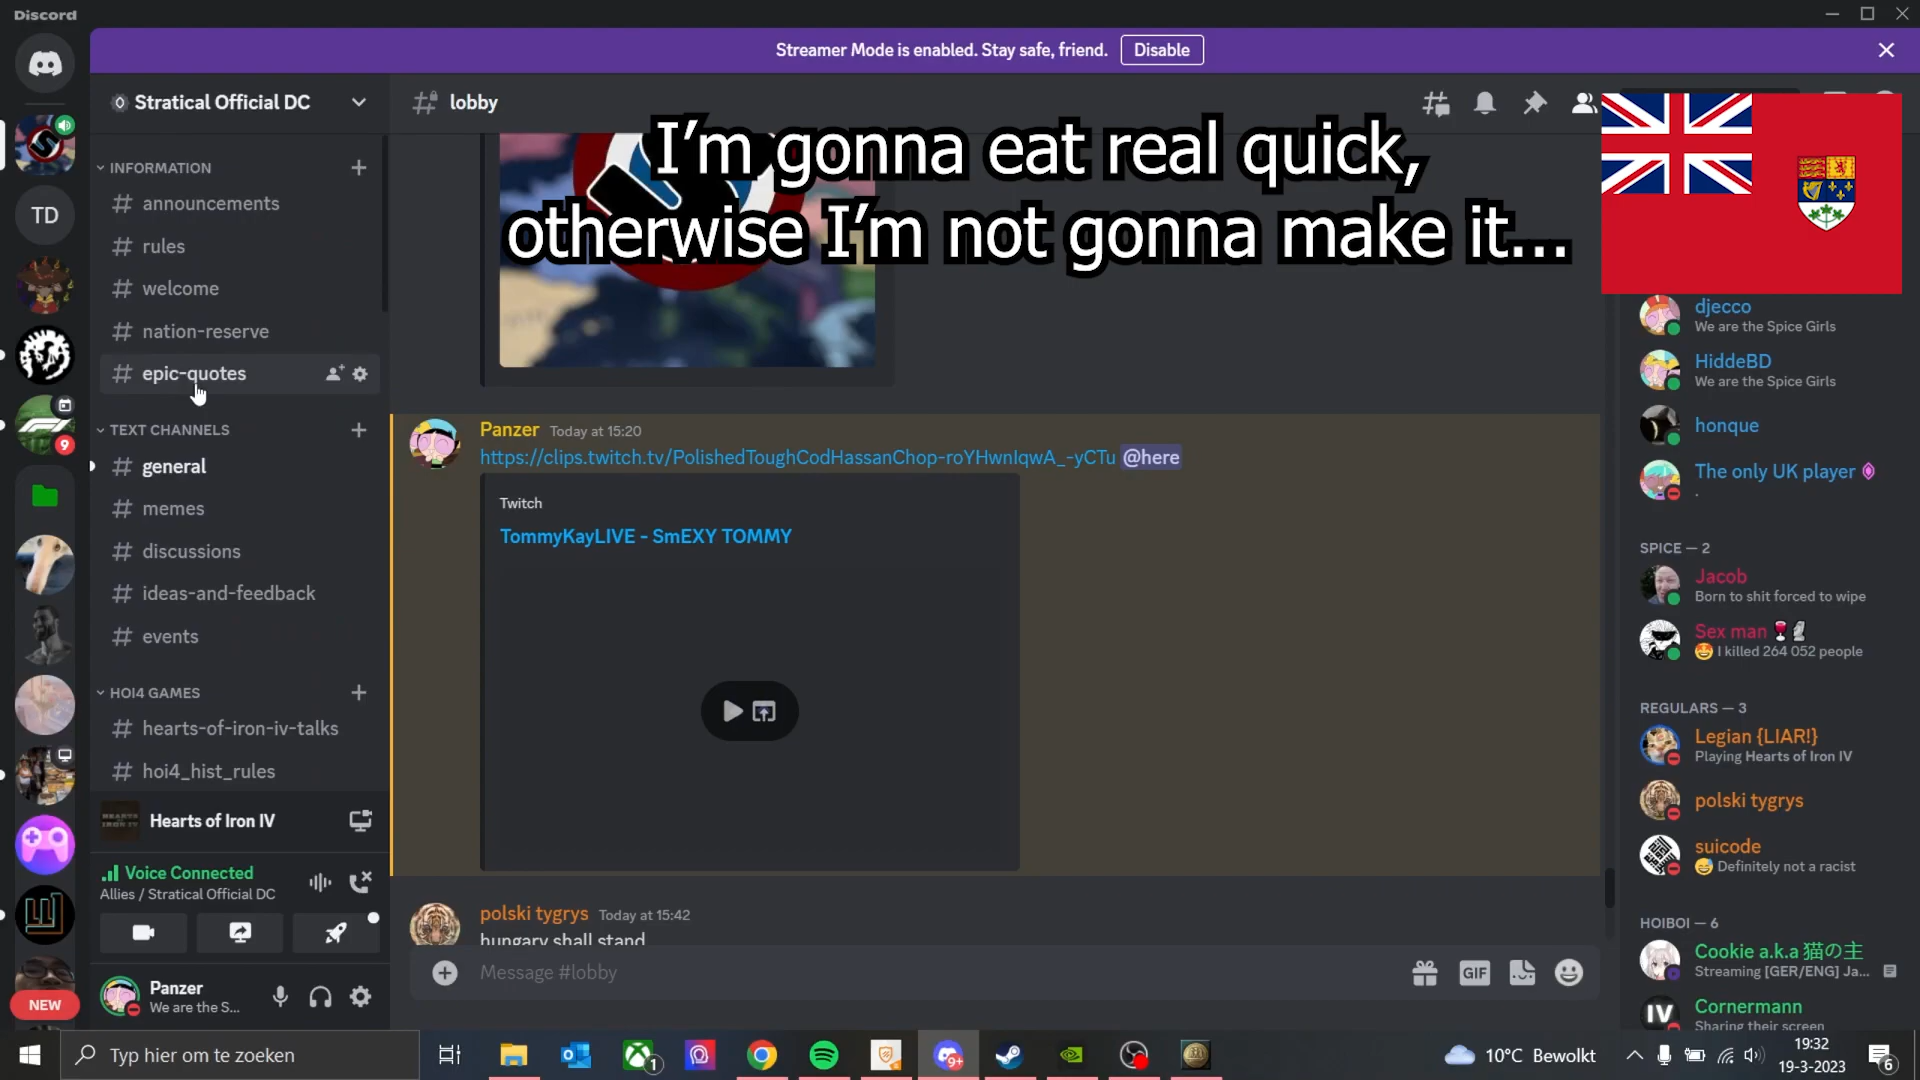 Discord
Streamer Mode is enabled. Stay safe, friend.
Disable
Stratical Official DC
lobby
I'm gonna eat real quick,
otherwise I'm not gonna make it...
INFORMATION
announcements
rules
welcome
nation-reserve
epic-quotes
TEXT CHANNELS
general
memes
discussions
ideas-and-feedback
events
HOI4 GAMES
hearts-of-iron-iv-talks
hoi4_hist_rules
Hearts of Iron IV
Voice Connected
Allies / Stratical Official DC
Panzer
We are the S...
TD
9
NEW
Panzer Today at 15:20
https://clips.twitch.tv/PolishedToughCodHassanChop-roYHwnIqwA_-yCTu @here
Twitch
TommyKayLIVE - SmEXY TOMMY
polski tygrys Today at 15:42
hungary shall stand
Message #lobby
GIF
djecco
We are the Spice Girls
HiddeBD
We are the Spice Girls
honque
The only UK player
.
SPICE — 2
Jacob
Born to shit forced to wipe
Sex man 🍷🗿
🤩 I killed 264 052 people
REGULARS — 3
Legian {LIAR!}
Playing Hearts of Iron IV
polski tygrys
suicode
😅 Definitely not a racist
HOIBOI — 6
Cookie a.k.a 猫の主
Streaming [GER/ENG] Ja...
IV
Cornermann
Sharing their screen
Typ hier om te zoeken
1
9+
10°C Bewolkt
19:32
19-3-2023
6